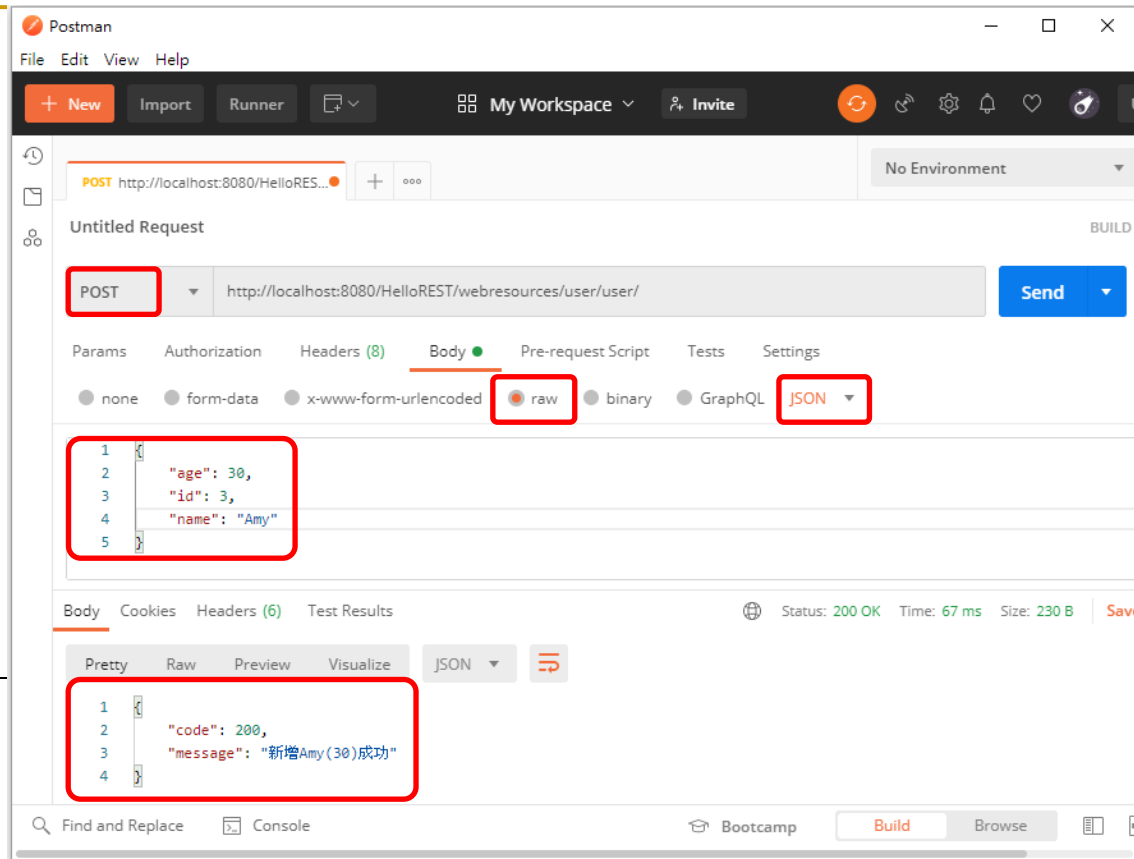 Postman
File Edit View Help
+ New Import Runner My Workspace Invite
No Environment
POST http://localhost:8080/HelloRES...
Untitled Request BUILD
POST http://localhost:8080/HelloREST/webresources/user/user/ Send
Params Authorization Headers (8) Body Pre-request Script Tests Settings
none form-data x-www-form-urlencoded raw binary GraphQL JSON
1 {
2 "age": 30,
3 "id": 3,
4 "name": "Amy"
5 }
Body Cookies Headers (6) Test Results Status: 200 OK Time: 67 ms Size: 230 B Save
Pretty Raw Preview Visualize JSON
1 {
2 "code": 200,
3 "message": "新增Amy(30)成功"
4 }
Find and Replace Console Bootcamp Build Browse